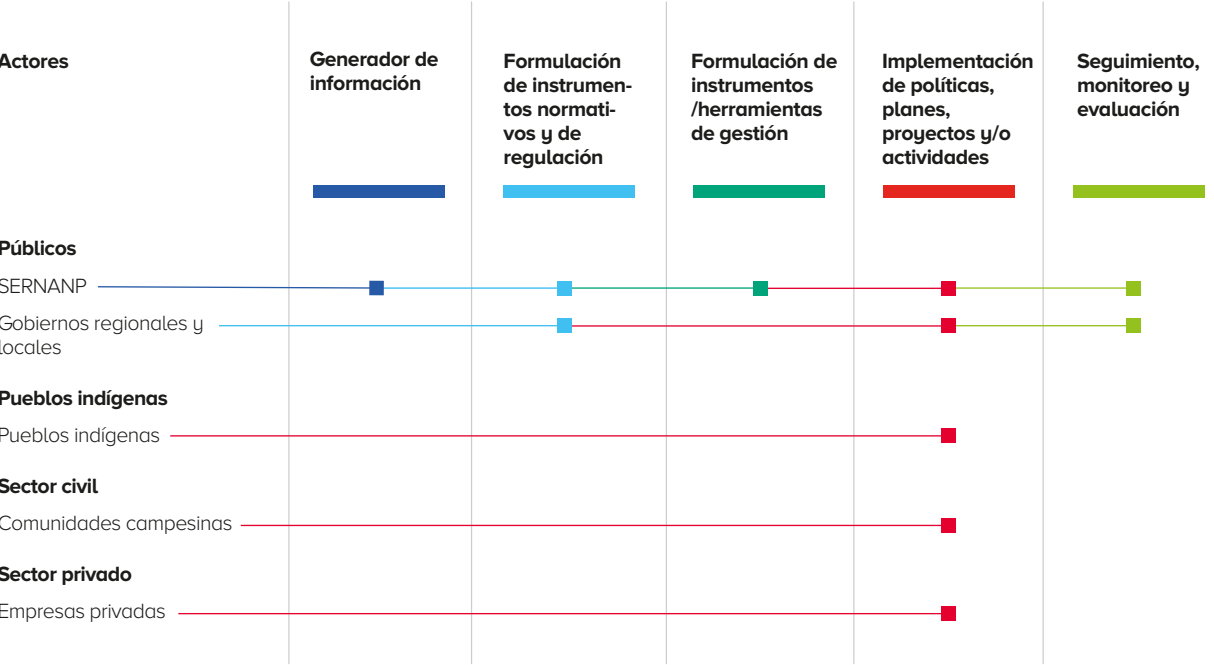 Actores
Generador de
información
Formulación
de instrumen-
tos normati-
vos y de
regulación
Formulación de
instrumentos
/herramientas
de gestión
Implementación
de políticas,
planes,
proyectos y/o
actividades
Seguimiento,
monitoreo y
evaluación
Públicos
SERNANP
Gobiernos regionales y
locales
Pueblos indígenas
Pueblos indígenas
Sector civil
Comunidades campesinas
Sector privado
Empresas privadas